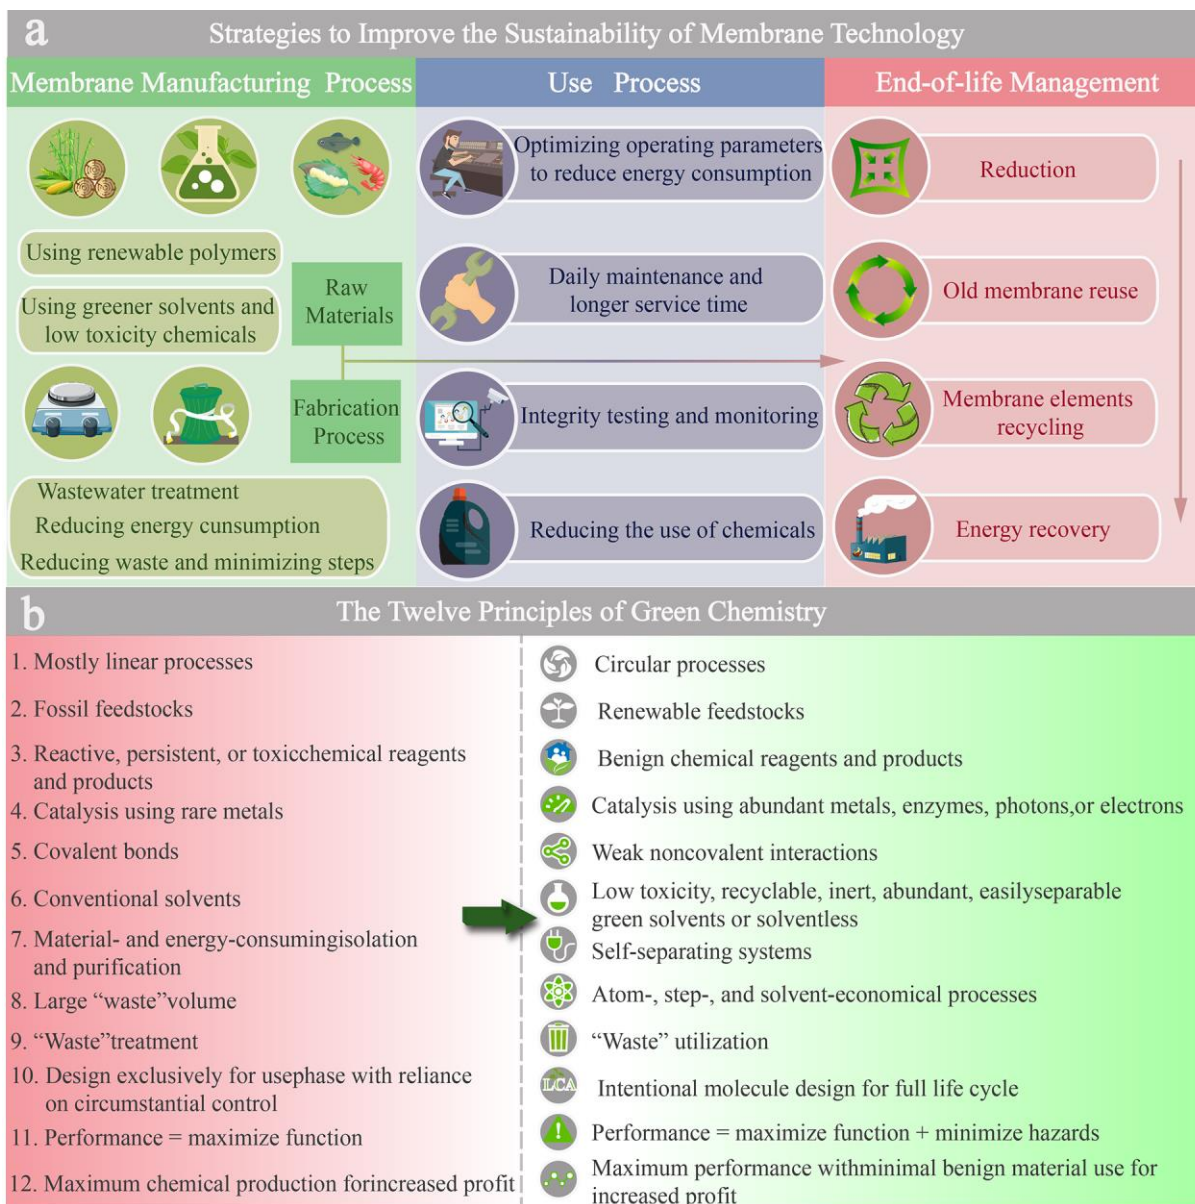 a
Strategies to Improve the Sustainability of Membrane Technology
Membrane Manufacturing Process
Using renewable polymers
Using greener solvents and
low toxicity chemicals
Raw
Materials
Fabrication
Process
Wastewater treatment
Reducing energy cunsumption
Reducing waste and minimizing steps
Use Process
Optimizing operating parameters
to reduce energy consumption
Daily maintenance and
longer service time
Integrity testing and monitoring
Reducing the use of chemicals
End-of-life Management
Reduction
Old membrane reuse
Membrane elements
recycling
Energy recovery
b
The Twelve Principles of Green Chemistry
1. Mostly linear processes
Circular processes
2. Fossil feedstocks
Renewable feedstocks
3. Reactive, persistent, or toxicchemical reagents
and products
Benign chemical reagents and products
4. Catalysis using rare metals
Catalysis using abundant metals, enzymes, photons,or electrons
5. Covalent bonds
Weak noncovalent interactions
6. Conventional solvents
Low toxicity, recyclable, inert, abundant, easilyseparable
green solvents or solventless
7. Material- and energy-consumingisolation
and purification
Self-separating systems
8. Large “waste”volume
Atom-, step-, and solvent-economical processes
9. “Waste”treatment
“Waste” utilization
10. Design exclusively for usephase with reliance
on circumstantial control
LCA
Intentional molecule design for full life cycle
11. Performance = maximize function
Performance = maximize function + minimize hazards
12. Maximum chemical production forincreased profit
Maximum performance withminimal benign material use for
increased profit